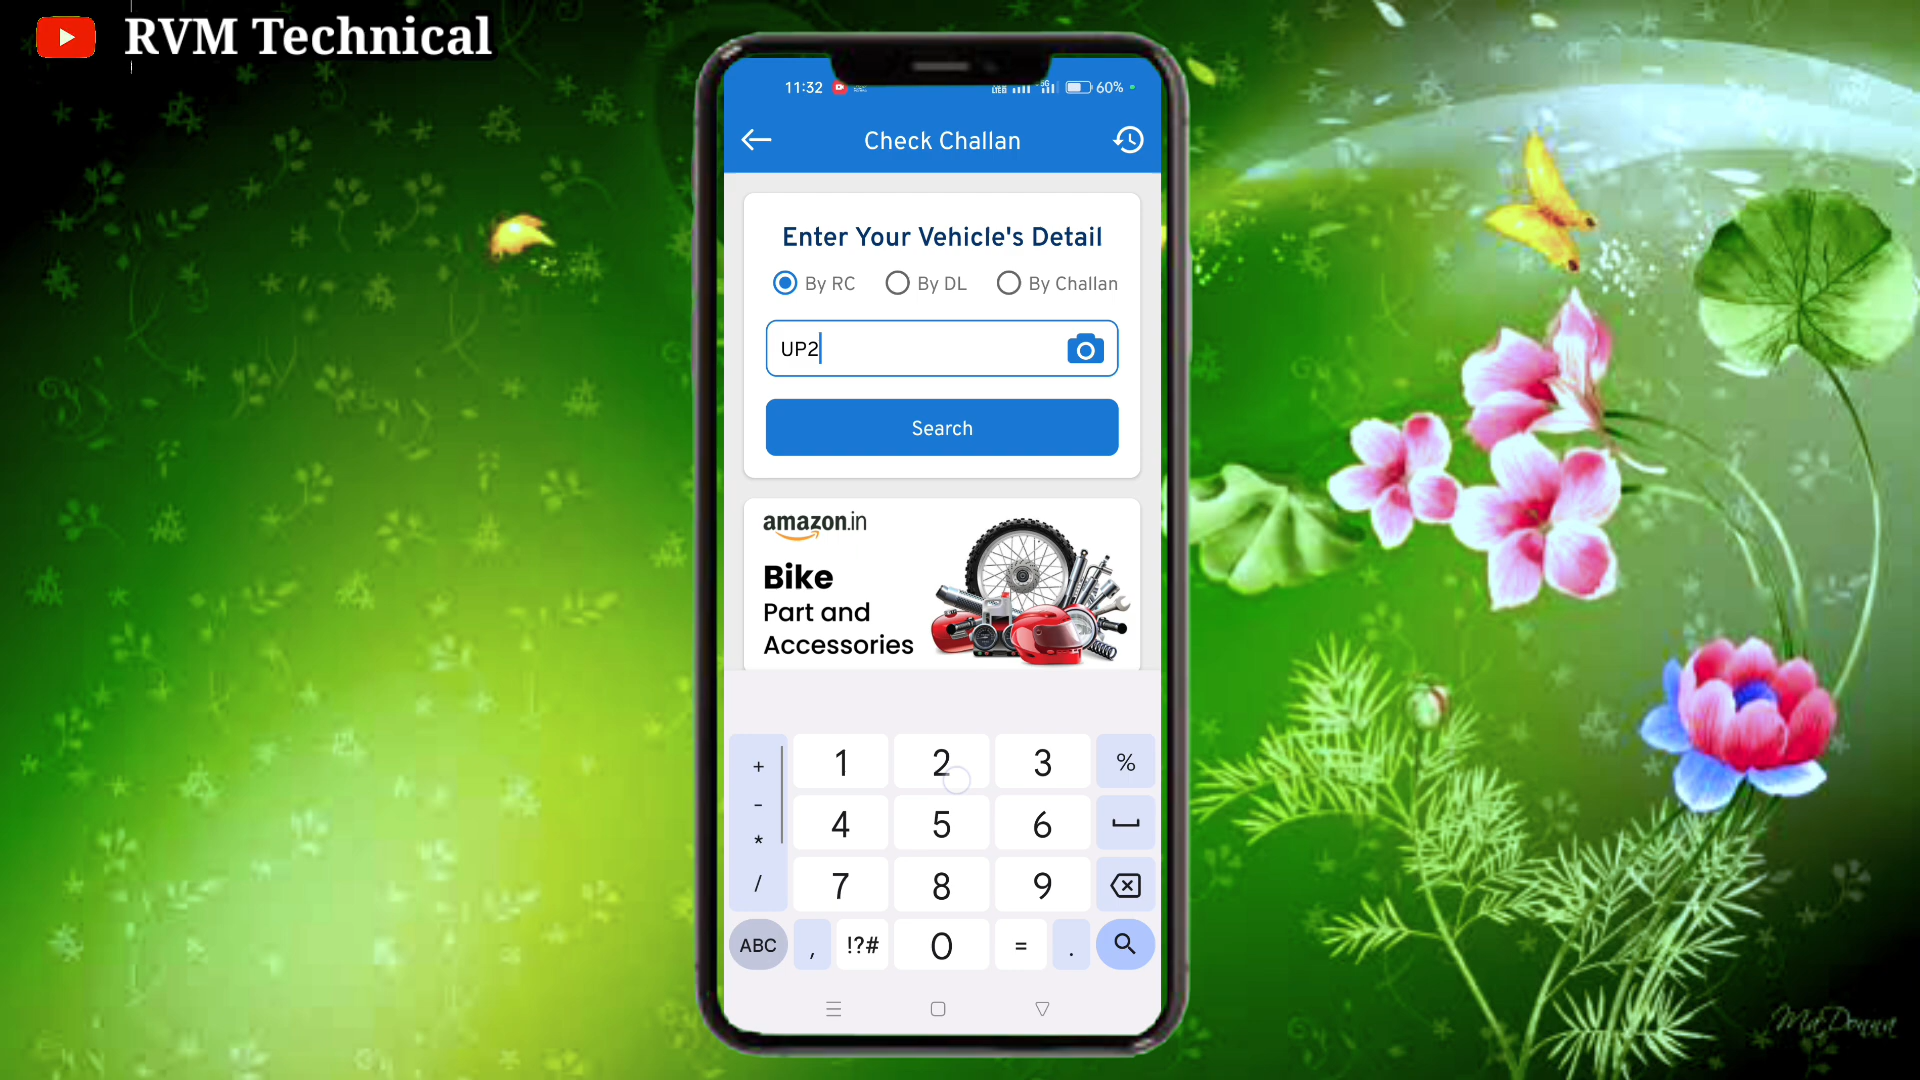 RVM Technical
11:32
60%
Check Challan
Enter Your Vehicle's Detail
By RC
By DL
By Challan
UP2
Search
amazon.in
Bike
Part and
Accessories
+ 1 2 3 %
- 4 5 6
*
/ 7 8 9
ABC , !?# 0 = .
MaDonna